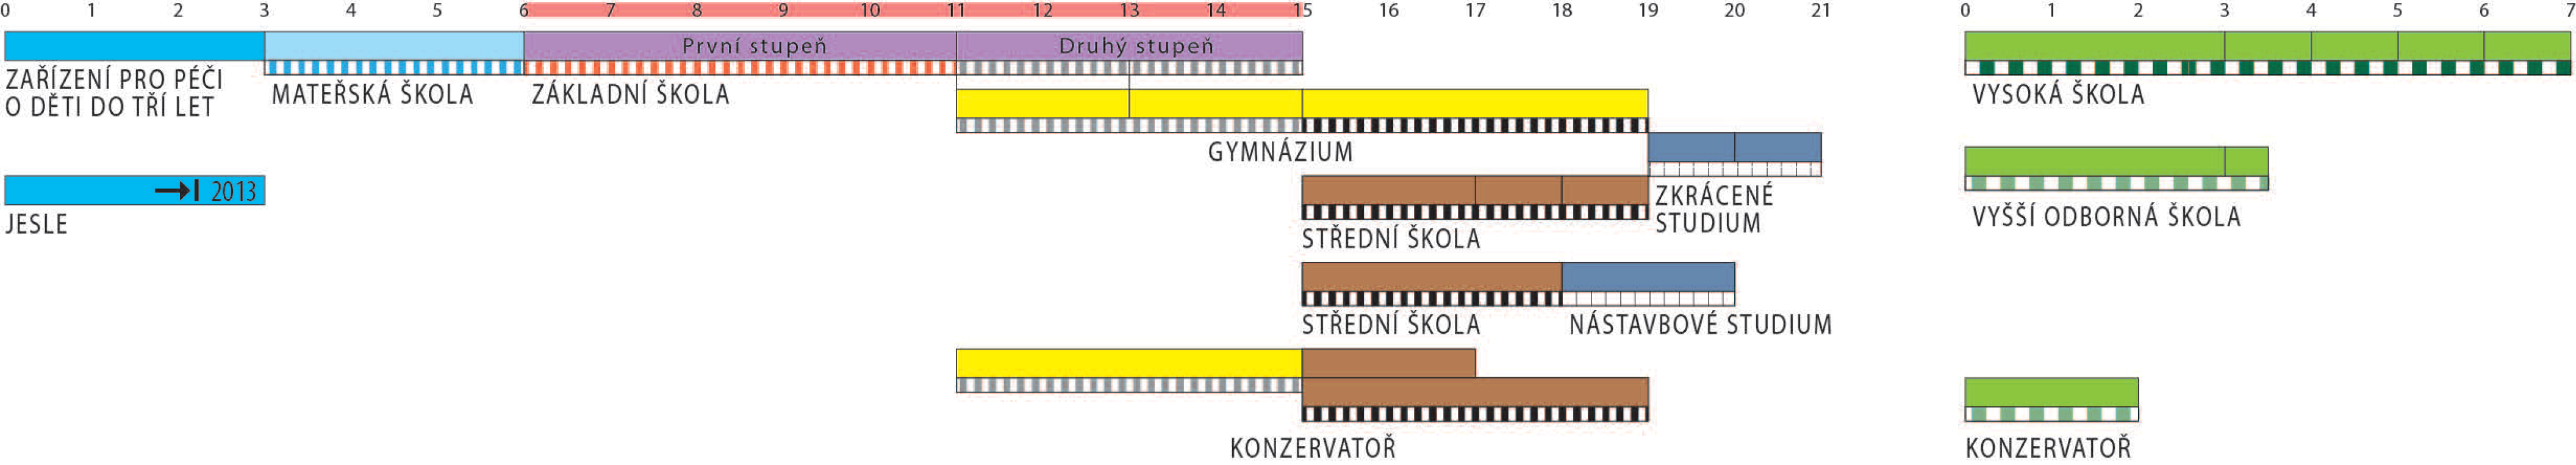 0 1 2 3 4 5 6 7 8 9 10 11 12 13 14 15 16 17 18 19 20 21 0 1 2 3 4 5 6 7
První stupeň Druhý stupeň
ZAŘÍZENÍ PRO PÉČI
O DĚTI DO TŘÍ LET
MATEŘSKÁ ŠKOLA
ZÁKLADNÍ ŠKOLA
VYSOKÁ ŠKOLA
GYMNÁZIUM
2013
JESLE
ZKRÁCENÉ
STUDIUM
VYŠŠÍ ODBORNÁ ŠKOLA
STŘEDNÍ ŠKOLA
STŘEDNÍ ŠKOLA
NÁSTAVBOVÉ STUDIUM
KONZERVATOŘ
KONZERVATOŘ